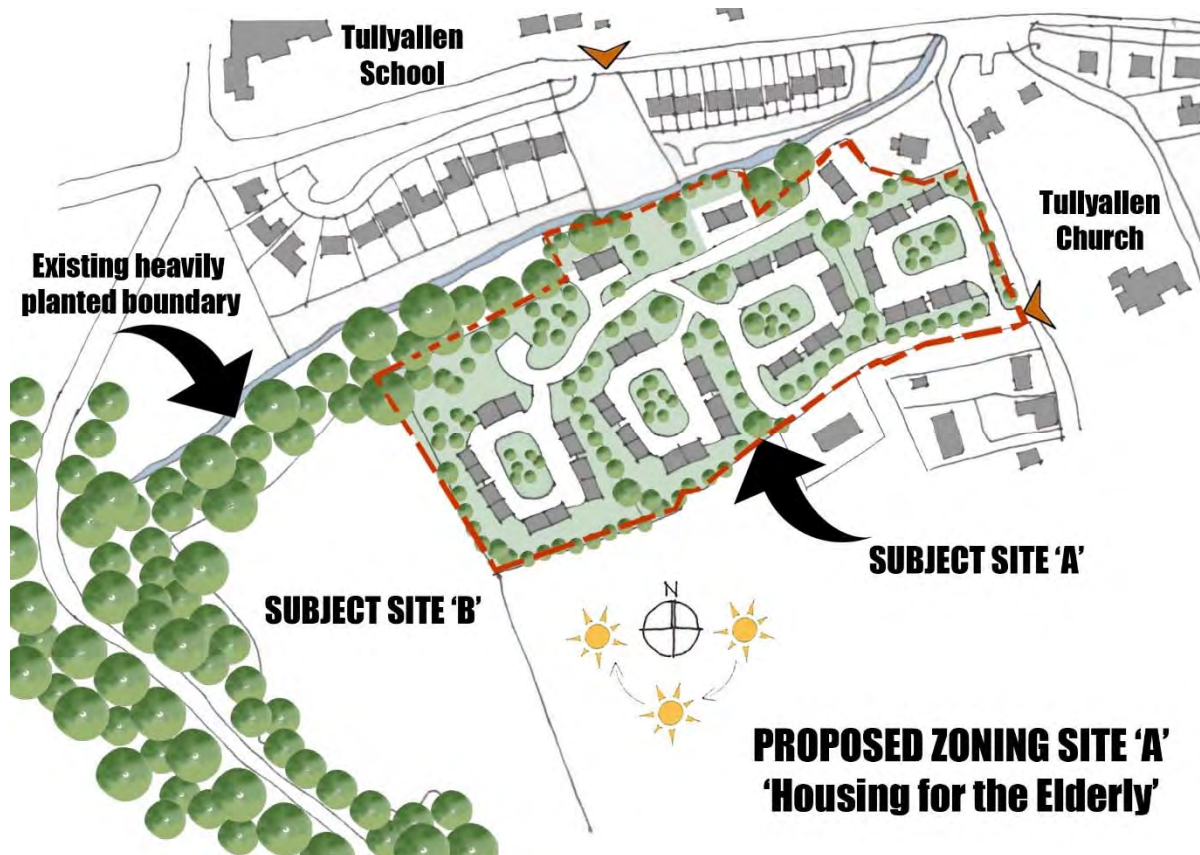 Tullyallen
School
Existing heavily
planted boundary
Tullyallen
Church
SUBJECT SITE ‘A’
SUBJECT SITE ‘B’
N
PROPOSED ZONING SITE ‘A’
‘Housing for the Elderly’